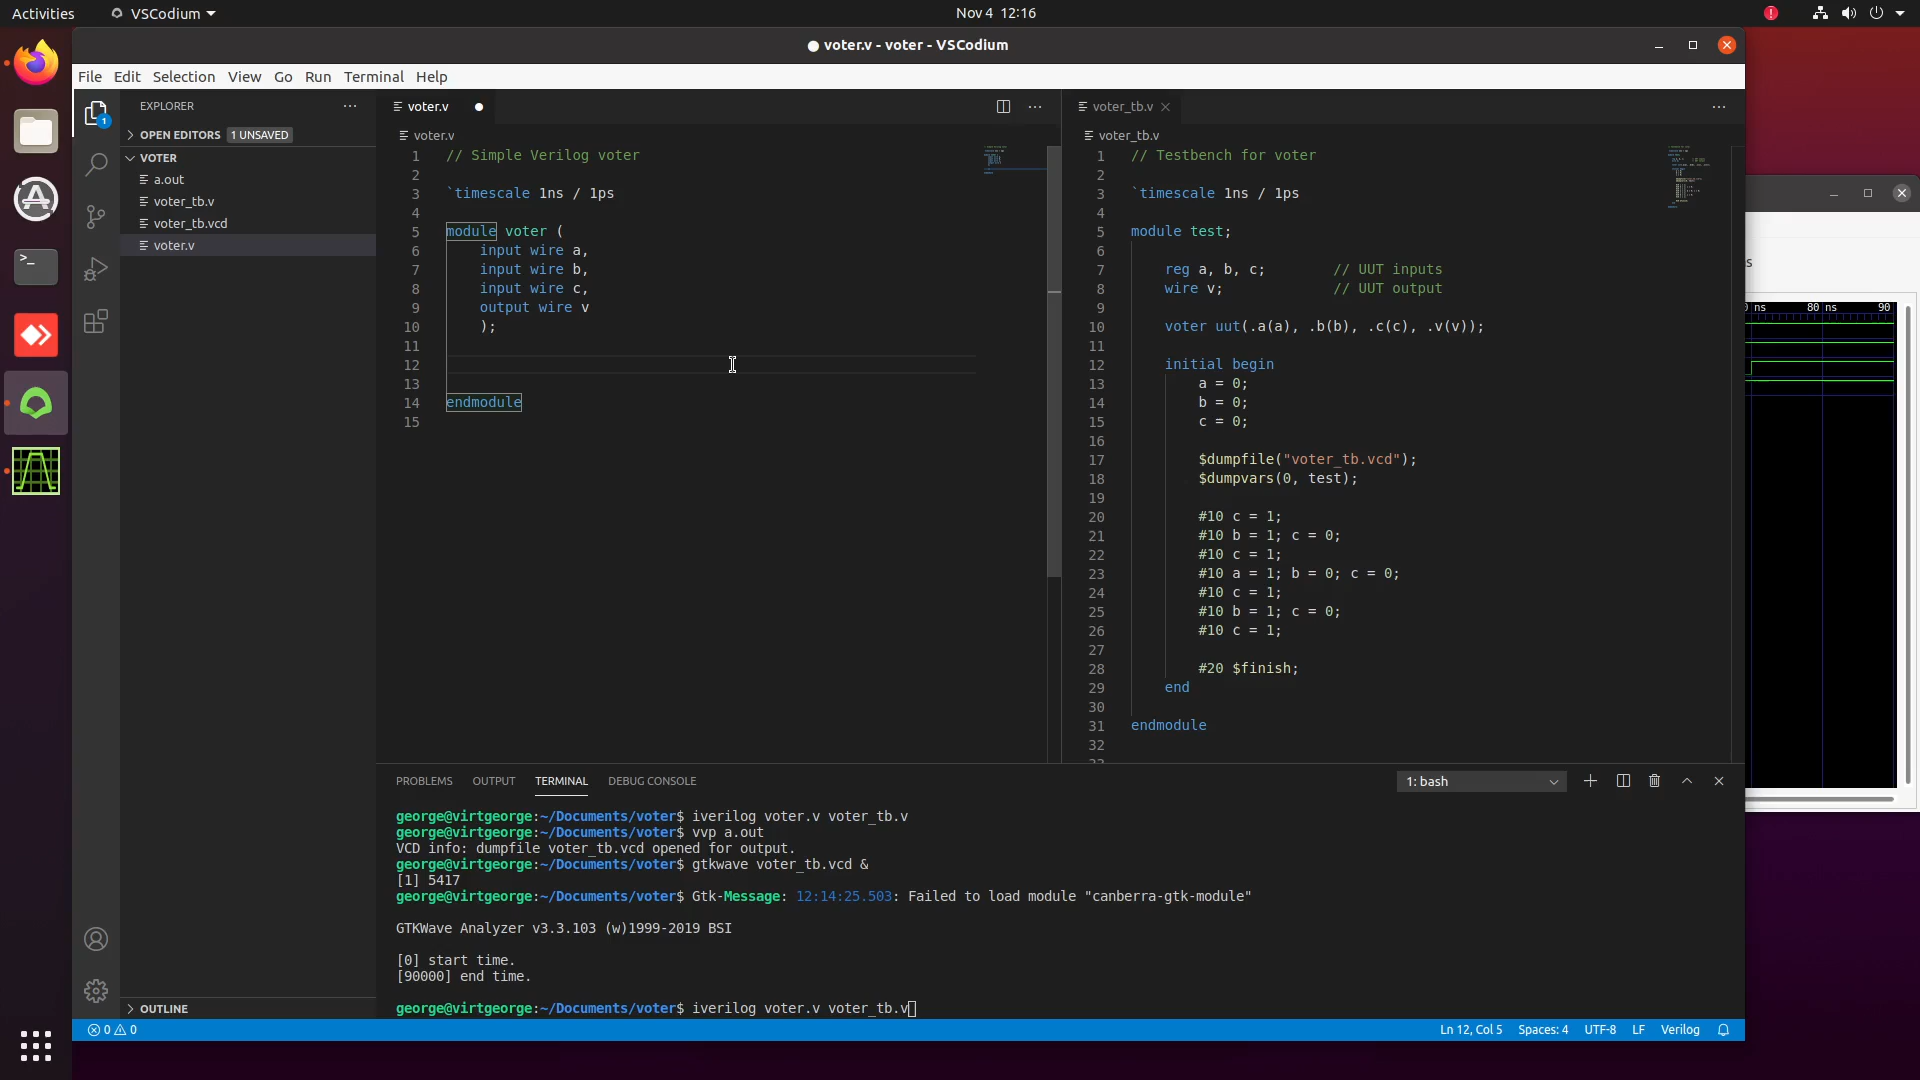 Activities
VSCodium
Nov 4 12:16
voter.v - voter - VSCodium
File Edit Selection View Go Run Terminal Help
EXPLORER
OPEN EDITORS 1 UNSAVED
VOTER
a.out
voter_tb.v
voter_tb.vcd
voter.v
OUTLINE
voter.v
voter.v
1 // Simple Verilog voter
2
3 `timescale 1ns / 1ps
4
5 module voter (
6 input wire a,
7 input wire b,
8 input wire c,
9 output wire v
10 );
11
12
13
14 endmodule
15
voter_tb.v
voter_tb.v
1 // Testbench for voter
2
3 `timescale 1ns / 1ps
4
5 module test;
6
7 reg a, b, c; // UUT inputs
8 wire v; // UUT output
9
10 voter uut(.a(a), .b(b), .c(c), .v(v));
11
12 initial begin
13 a = 0;
14 b = 0;
15 c = 0;
16
17 $dumpfile("voter_tb.vcd");
18 $dumpvars(0, test);
19
20 #10 c = 1;
21 #10 b = 1; c = 0;
22 #10 c = 1;
23 #10 a = 1; b = 0; c = 0;
24 #10 c = 1;
25 #10 b = 1; c = 0;
26 #10 c = 1;
27
28 #20 $finish;
29 end
30
31 endmodule
32
PROBLEMS OUTPUT TERMINAL DEBUG CONSOLE
1: bash
george@virtgeorge:~/Documents/voter$ iverilog voter.v voter_tb.v
george@virtgeorge:~/Documents/voter$ vvp a.out
VCD info: dumpfile voter_tb.vcd opened for output.
george@virtgeorge:~/Documents/voter$ gtkwave voter_tb.vcd &
[1] 5417
george@virtgeorge:~/Documents/voter$ Gtk-Message: 12:14:25.503: Failed to load module "canberra-gtk-module"
GTKWave Analyzer v3.3.103 (w)1999-2019 BSI
[0] start time.
[90000] end time.
george@virtgeorge:~/Documents/voter$ iverilog voter.v voter_tb.v
0 0
Ln 12, Col 5 Spaces: 4 UTF-8 LF Verilog
s
ns 80 ns 90